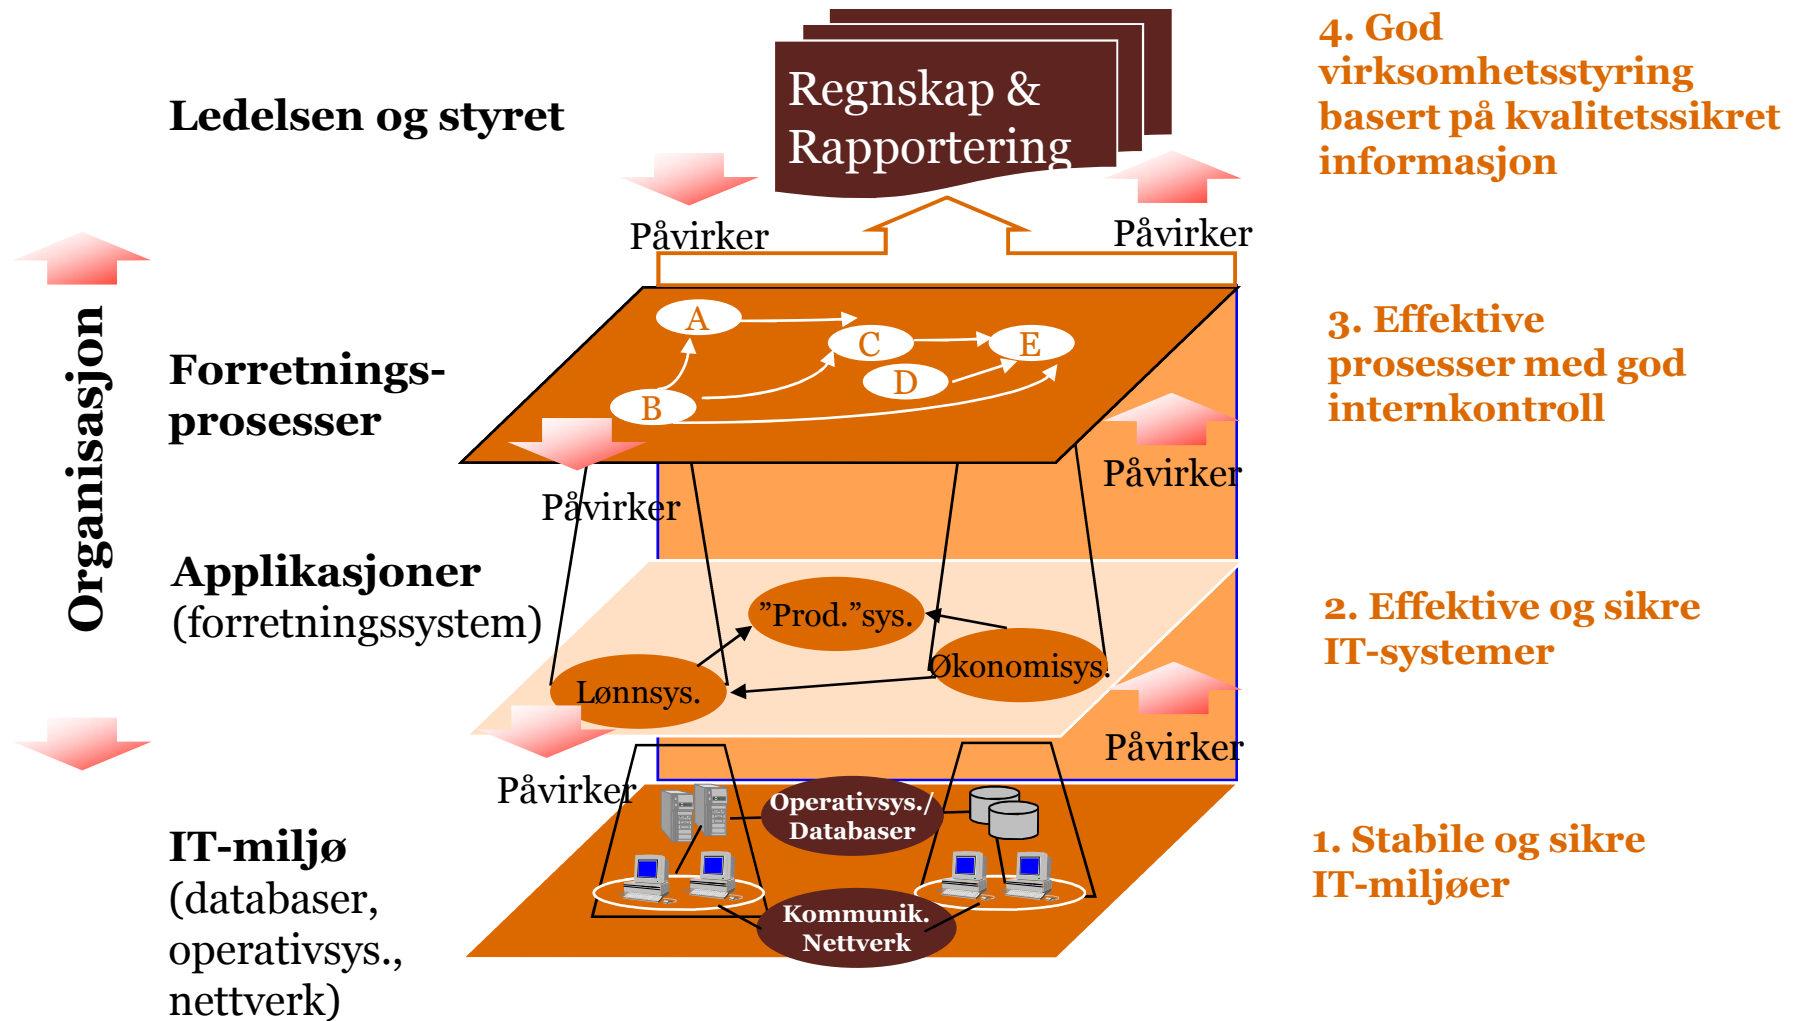 Regnskap &
Rapportering
4. God
virksomhetsstyring
basert på kvalitetssikret
informasjon
Ledelsen og styret
Påvirker
Påvirker
Organisasjon
Forretnings-
prosesser
A
B
C
D
E
3. Effektive
prosesser med god
internkontroll
Påvirker
Påvirker
Applikasjoner
(forretningssystem)
”Prod.”sys.
Økonomisys.
Lønnsys.
2. Effektive og sikre
IT-systemer
Påvirker
Påvirker
IT-miljø
(databaser,
operativsys.,
nettverk)
Operativsys./
Databaser
Kommunik.
Nettverk
1. Stabile og sikre
IT-miljøer